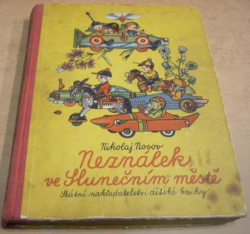 Nikolaj Nosov
Neználek
ve Slunečním městě
Státní nakladatelství dětské knihy